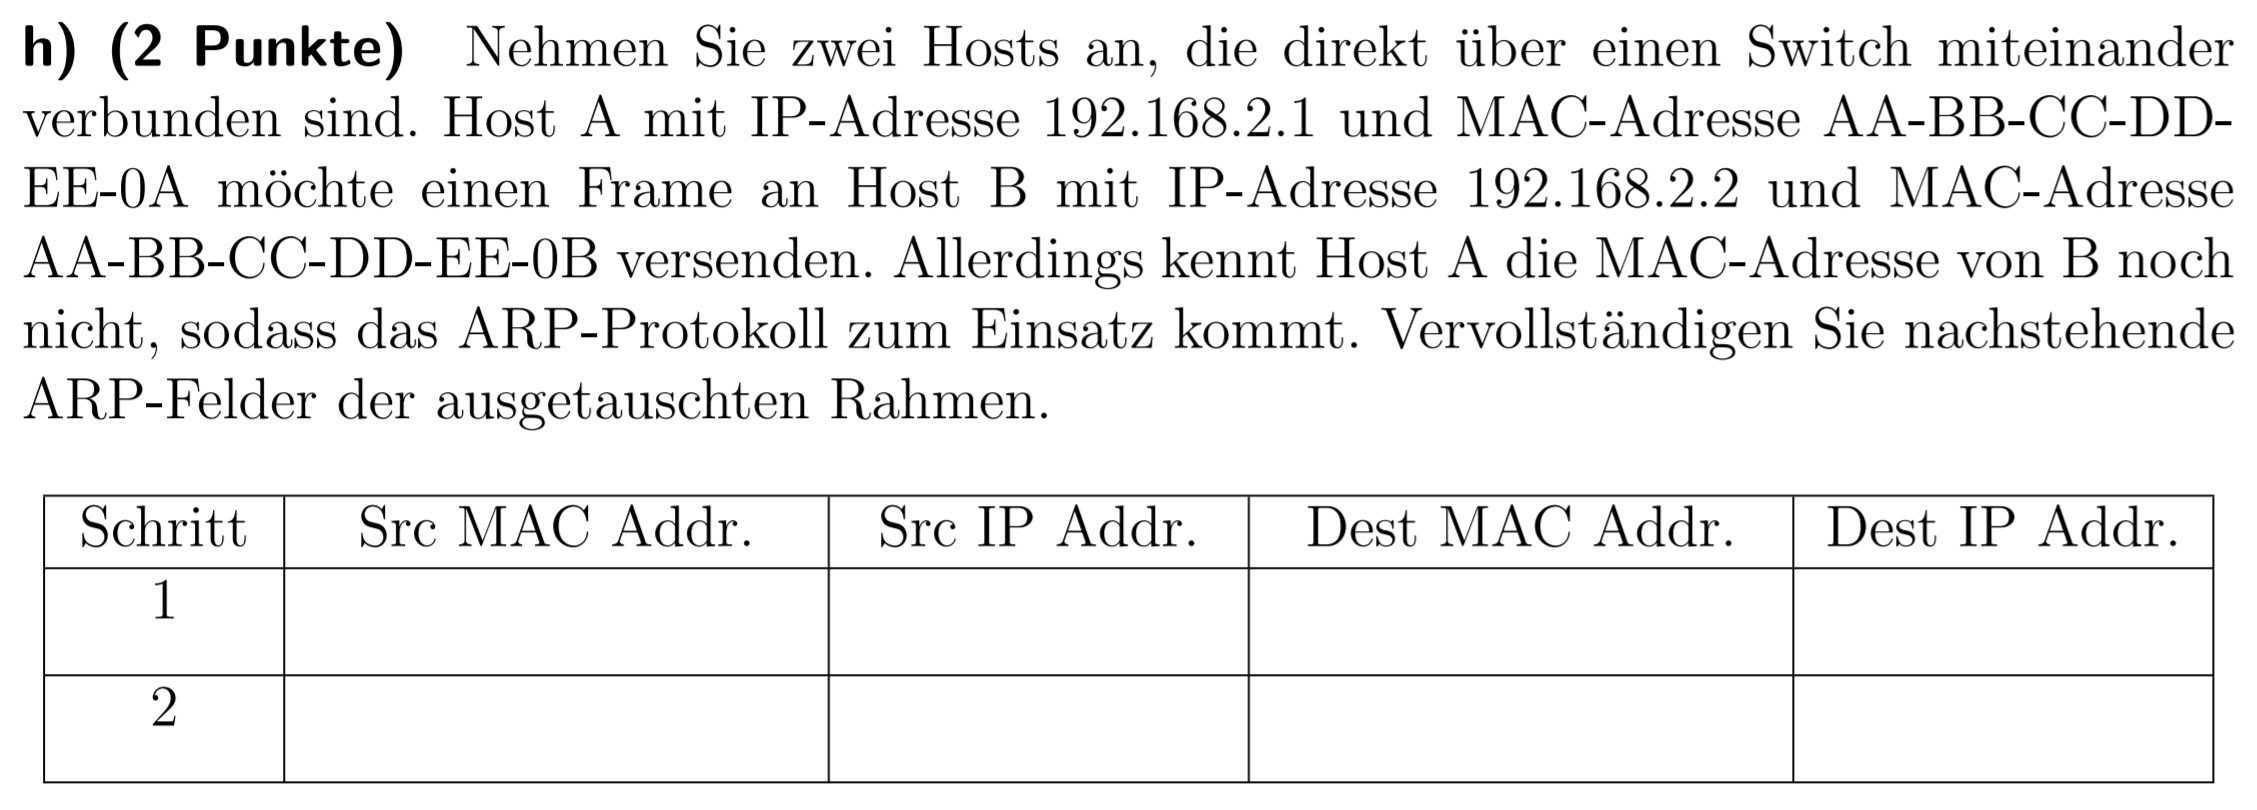 h) (2 Punkte) Nehmen Sie zwei Hosts an, die direkt über einen Switch miteinander
verbunden sind. Host A mit IP-Adresse 192.168.2.1 und MAC-Adresse AA-BB-CC-DD-
EE-0A möchte einen Frame an Host B mit IP-Adresse 192.168.2.2 und MAC-Adresse
AA-BB-CC-DD-EE-0B versenden. Allerdings kennt Host A die MAC-Adresse von B noch
nicht, sodass das ARP-Protokoll zum Einsatz kommt. Vervollständigen Sie nachstehende
ARP-Felder der ausgetauschten Rahmen.
Schritt Src MAC Addr. Src IP Addr. Dest MAC Addr. Dest IP Addr.
1
2